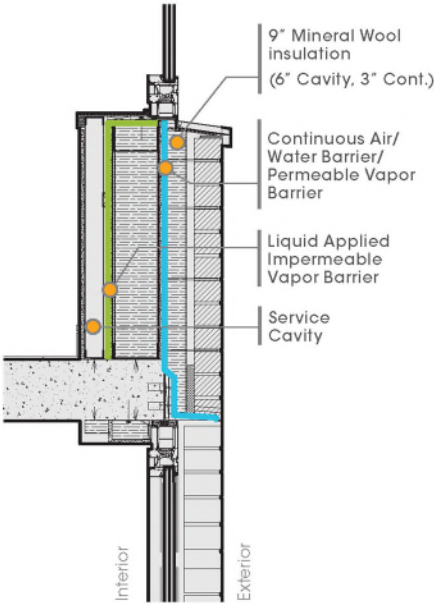 9” Mineral Wool
insulation
(6” Cavity, 3” Cont.)
Continuous Air/
Water Barrier/
Permeable Vapor
Barrier
Liquid Applied
Impermeable
Vapor Barrier
Service
Cavity
Interior
Exterior